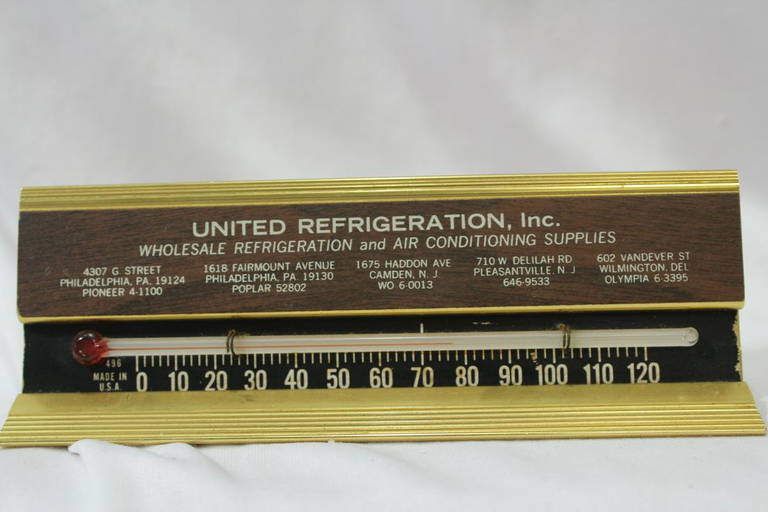 UNITED REFRIGERATION, Inc.
WHOLESALE REFRIGERATION and AIR CONDITIONING SUPPLIES
4307 G STREET
PHILADELPHIA, PA. 19124
PIONEER 4-1100
1618 FAIRMOUNT AVENUE
PHILADELPHIA, PA. 19130
POPLAR 52802
1675 HADDON AVE
CAMDEN, N. J.
WO 6-0013
710 W. DELILAH RD
PLEASANTVILLE, N. J
646-9533
602 VANDEVER ST
WILMINGTON, DEL
OLYMPIA 6-3395
496
MADE IN
U.S.A.
0 10 20 30 40 50 60 70 80 90 100 110 120